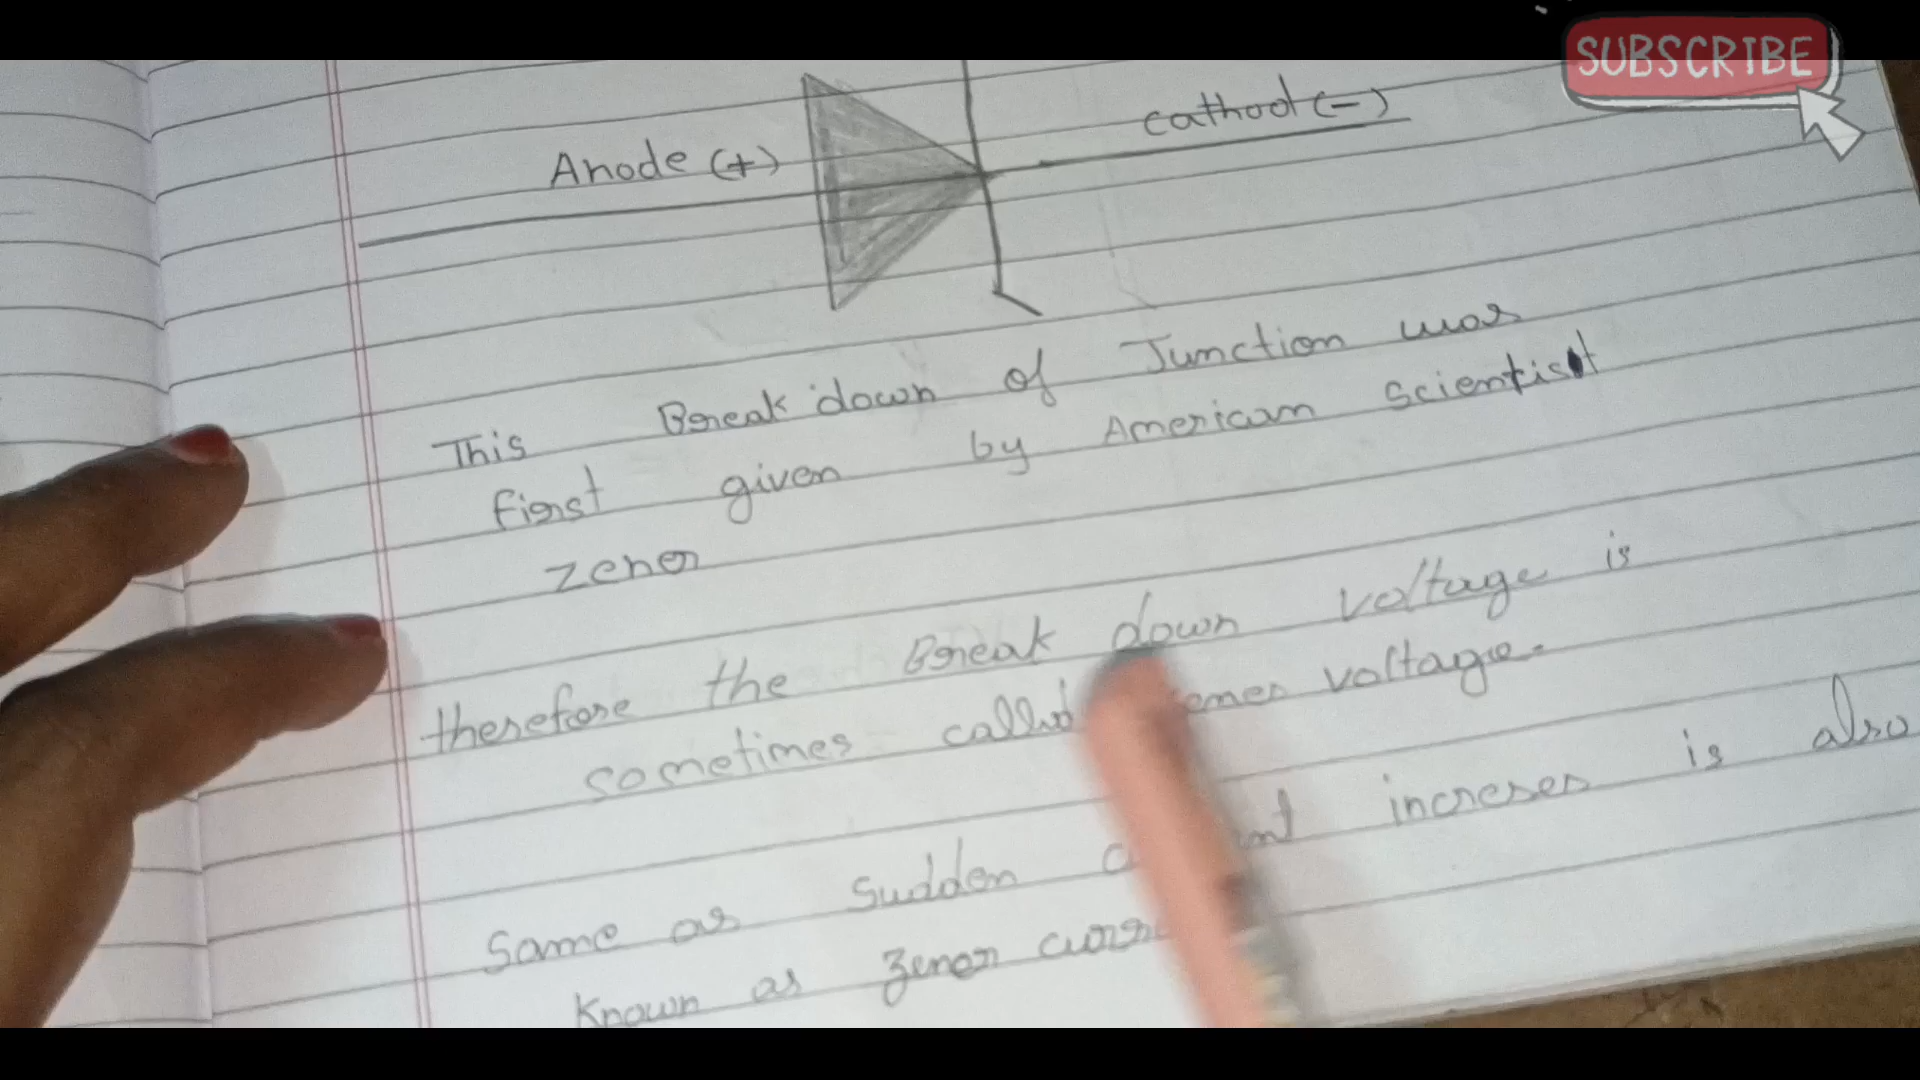 SUBSCRIBE
Anode (+)
cathod (-)
This Break down of Junction was
first given by American scientist
zener
therefore the Break down voltage is
sometimes called voltage.
Same as sudden increses is also
known as zener